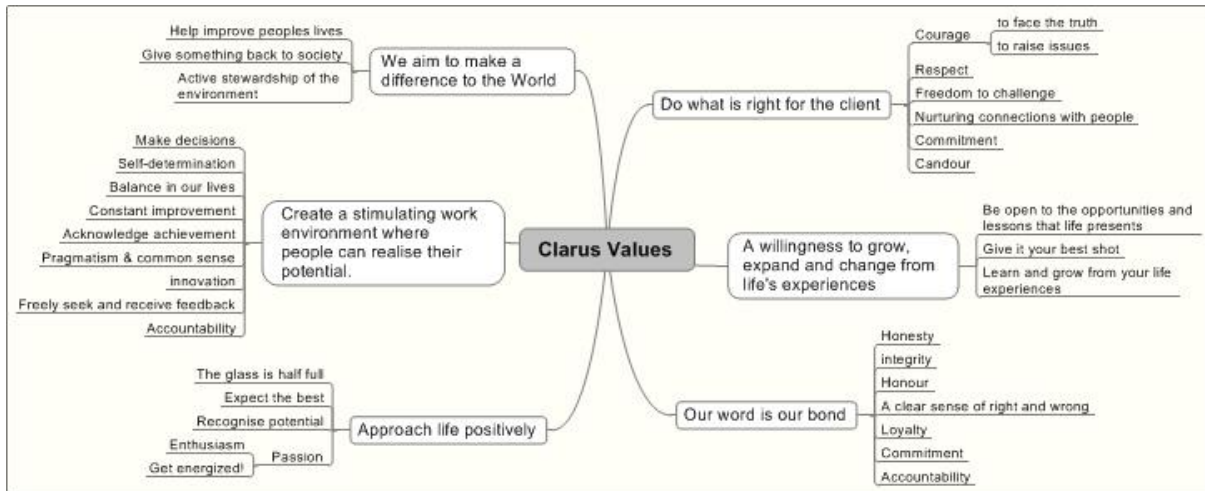 Clarus Values
We aim to make a
difference to the World
Help improve peoples lives
Give something back to society
Active stewardship of the
environment
Create a stimulating work
environment where
people can realise their
potential.
Make decisions
Self-determination
Balance in our lives
Constant improvement
Acknowledge achievement
Pragmatism & common sense
innovation
Freely seek and receive feedback
Accountability
Approach life positively
The glass is half full
Expect the best
Recognise potential
Passion
Enthusiasm
Get energized!
Do what is right for the client
Courage
to face the truth
to raise issues
Respect
Freedom to challenge
Nurturing connections with people
Commitment
Candour
A willingness to grow,
expand and change from
life's experiences
Be open to the opportunities and
lessons that life presents
Give it your best shot
Learn and grow from your life
experiences
Our word is our bond
Honesty
integrity
Honour
A clear sense of right and wrong
Loyalty
Commitment
Accountability